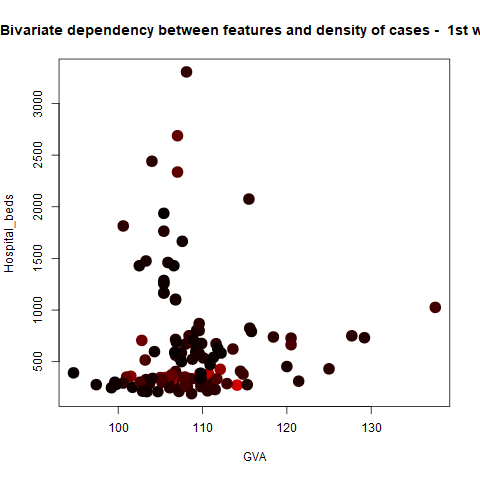 Bivariate dependency between features and density of cases -  1st w
3000
2500
2000
1500
1000
500
Hospital_beds
100 110 120 130
GVA